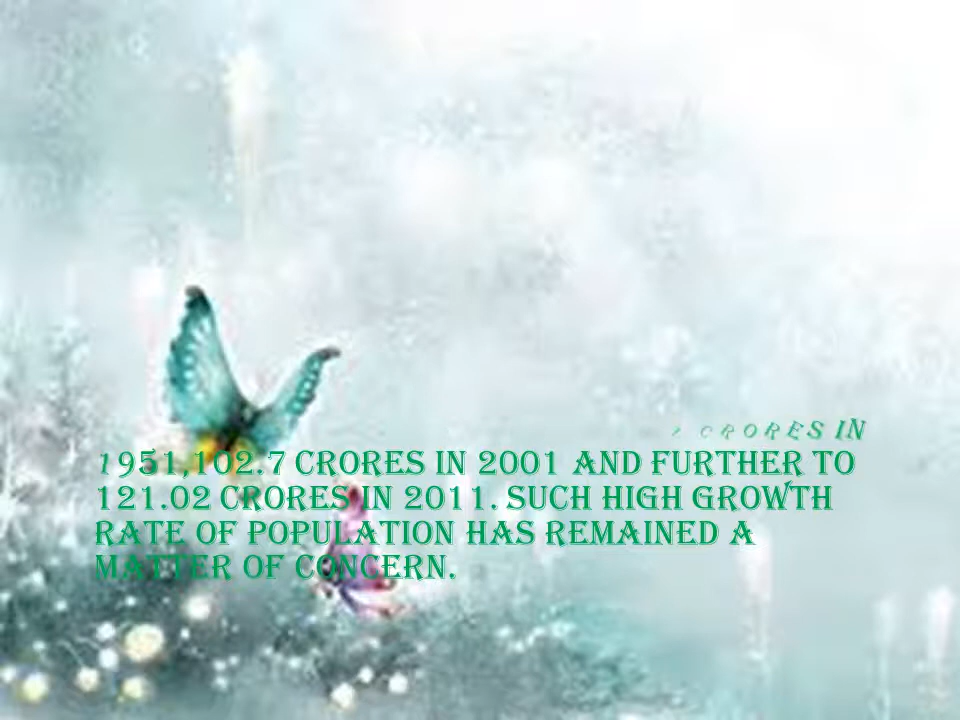 CRORES IN
1951,102.7 CRORES IN 2001 AND FURTHER TO
121.02 CRORES IN 2011. SUCH HIGH GROWTH
RATE OF POPULATION HAS REMAINED A
MATTER OF CONCERN.